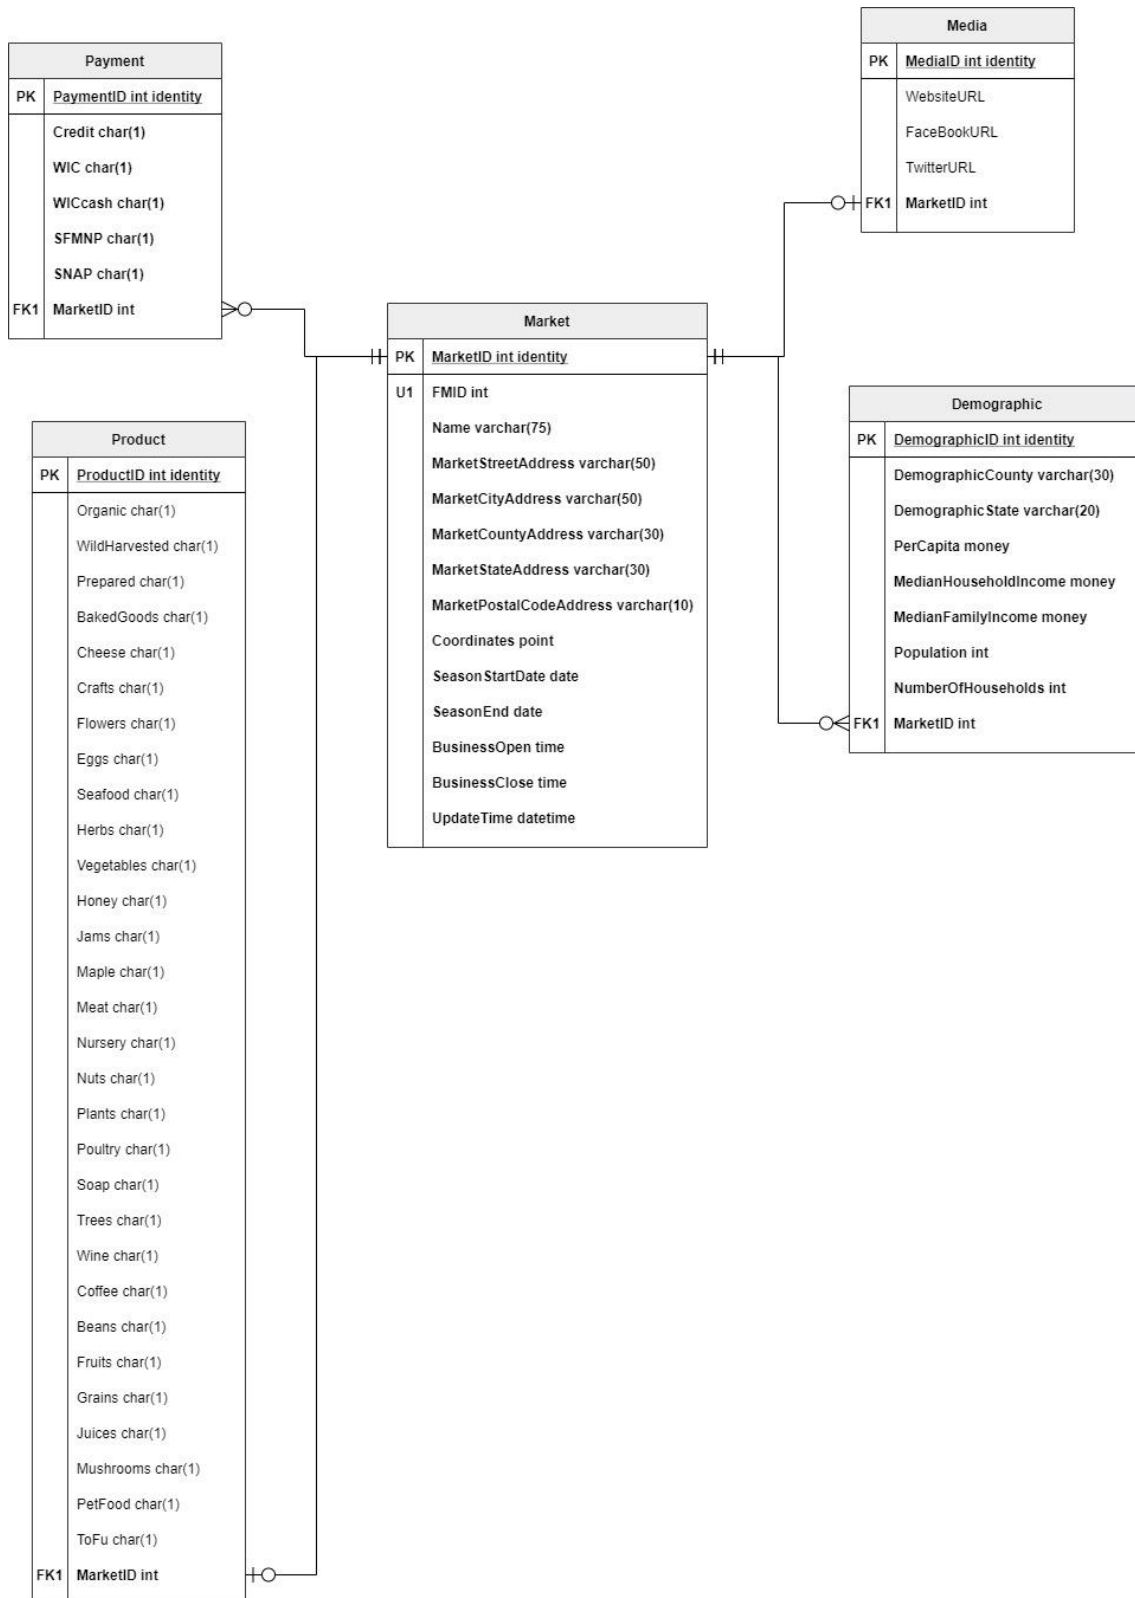 Payment
PK PaymentID int identity
Credit char(1)
WIC char(1)
WICcash char(1)
SFMNP char(1)
SNAP char(1)
FK1 MarketID int
Media
PK MediaID int identity
WebsiteURL
FaceBookURL
TwitterURL
FK1 MarketID int
Market
PK MarketID int identity
U1 FMID int
Name varchar(75)
MarketStreetAddress varchar(50)
MarketCityAddress varchar(50)
MarketCountyAddress varchar(30)
MarketStateAddress varchar(30)
MarketPostalCodeAddress varchar(10)
Coordinates point
SeasonStartDate date
SeasonEnd date
BusinessOpen time
BusinessClose time
UpdateTime datetime
Demographic
PK DemographicID int identity
DemographicCounty varchar(30)
DemographicState varchar(20)
PerCapita money
MedianHouseholdIncome money
MedianFamilyIncome money
Population int
NumberOfHouseholds int
FK1 MarketID int
Product
PK ProductID int identity
Organic char(1)
WildHarvested char(1)
Prepared char(1)
BakedGoods char(1)
Cheese char(1)
Crafts char(1)
Flowers char(1)
Eggs char(1)
Seafood char(1)
Herbs char(1)
Vegetables char(1)
Honey char(1)
Jams char(1)
Maple char(1)
Meat char(1)
Nursery char(1)
Nuts char(1)
Plants char(1)
Poultry char(1)
Soap char(1)
Trees char(1)
Wine char(1)
Coffee char(1)
Beans char(1)
Fruits char(1)
Grains char(1)
Juices char(1)
Mushrooms char(1)
PetFood char(1)
ToFu char(1)
FK1 MarketID int